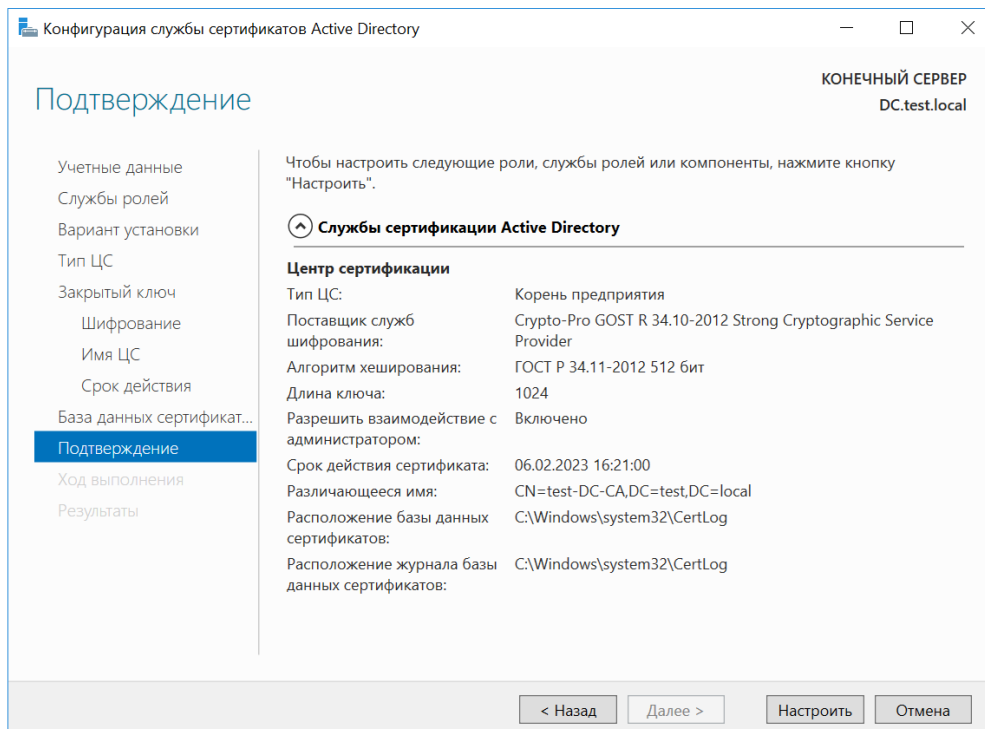 Конфигурация службы сертификатов Active Directory
КОНЕЧНЫЙ СЕРВЕР
DC.test.local
Подтверждение
Учетные данные
Службы ролей
Вариант установки
Тип ЦС
Закрытый ключ
Шифрование
Имя ЦС
Срок действия
База данных сертификат...
Подтверждение
Ход выполнения
Результаты
Чтобы настроить следующие роли, службы ролей или компоненты, нажмите кнопку
"Настроить".
Службы сертификации Active Directory
Центр сертификации
Тип ЦС: Корень предприятия
Поставщик служб Crypto-Pro GOST R 34.10-2012 Strong Cryptographic Service
шифрования: Provider
Алгоритм хеширования: ГОСТ Р 34.11-2012 512 бит
Длина ключа: 1024
Разрешить взаимодействие с Включено
администратором:
Срок действия сертификата: 06.02.2023 16:21:00
Различающееся имя: CN=test-DC-CA,DC=test,DC=local
Расположение базы данных C:\Windows\system32\CertLog
сертификатов:
Расположение журнала базы C:\Windows\system32\CertLog
данных сертификатов:
< Назад Далее > Настроить Отмена